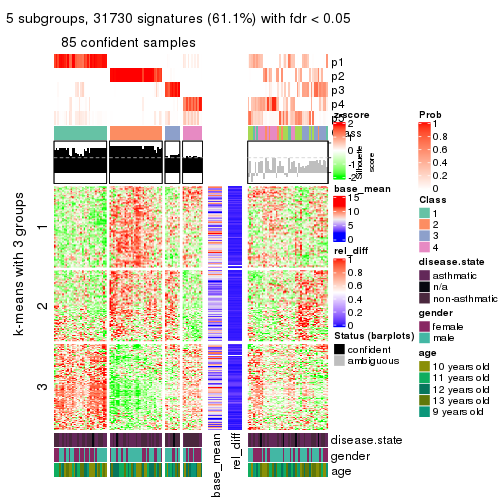 5 subgroups, 31730 signatures (61.1%) with fdr < 0.05
85 confident samples
p1
p2
p3
p4
p5
Class
k-means with 3 groups
1
2
3
Silhouette
score
z-score
2
1
0
-1
-2
base_mean
15
10
5
0
rel_diff
1
0.8
0.6
0.4
0.2
0
Status (barplots)
confident
ambiguous
Prob
1
0.8
0.6
0.4
0.2
0
Class
1
2
3
4
disease.state
asthmatic
n/a
non-asthmatic
gender
female
male
age
10 years old
11 years old
12 years old
13 years old
9 years old
disease.state
gender
age
base_mean
rel_diff